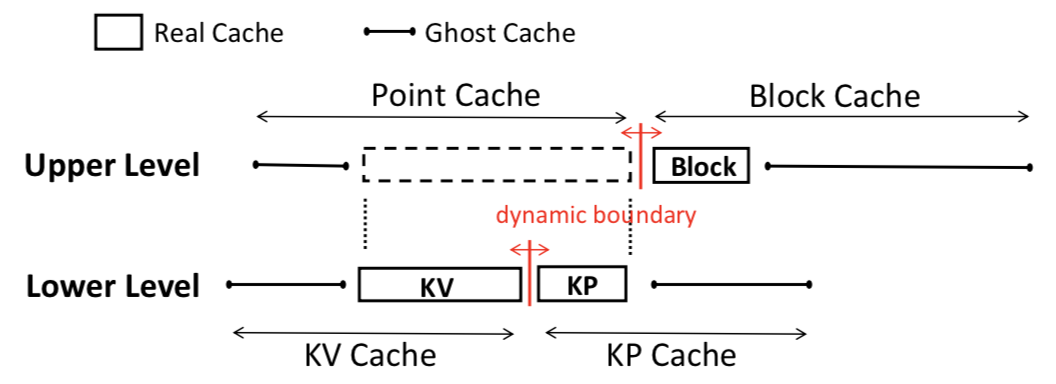 Real Cache
Ghost Cache
Point Cache
Block Cache
Upper Level
Block
dynamic boundary
Lower Level
KV
KP
KV Cache
KP Cache